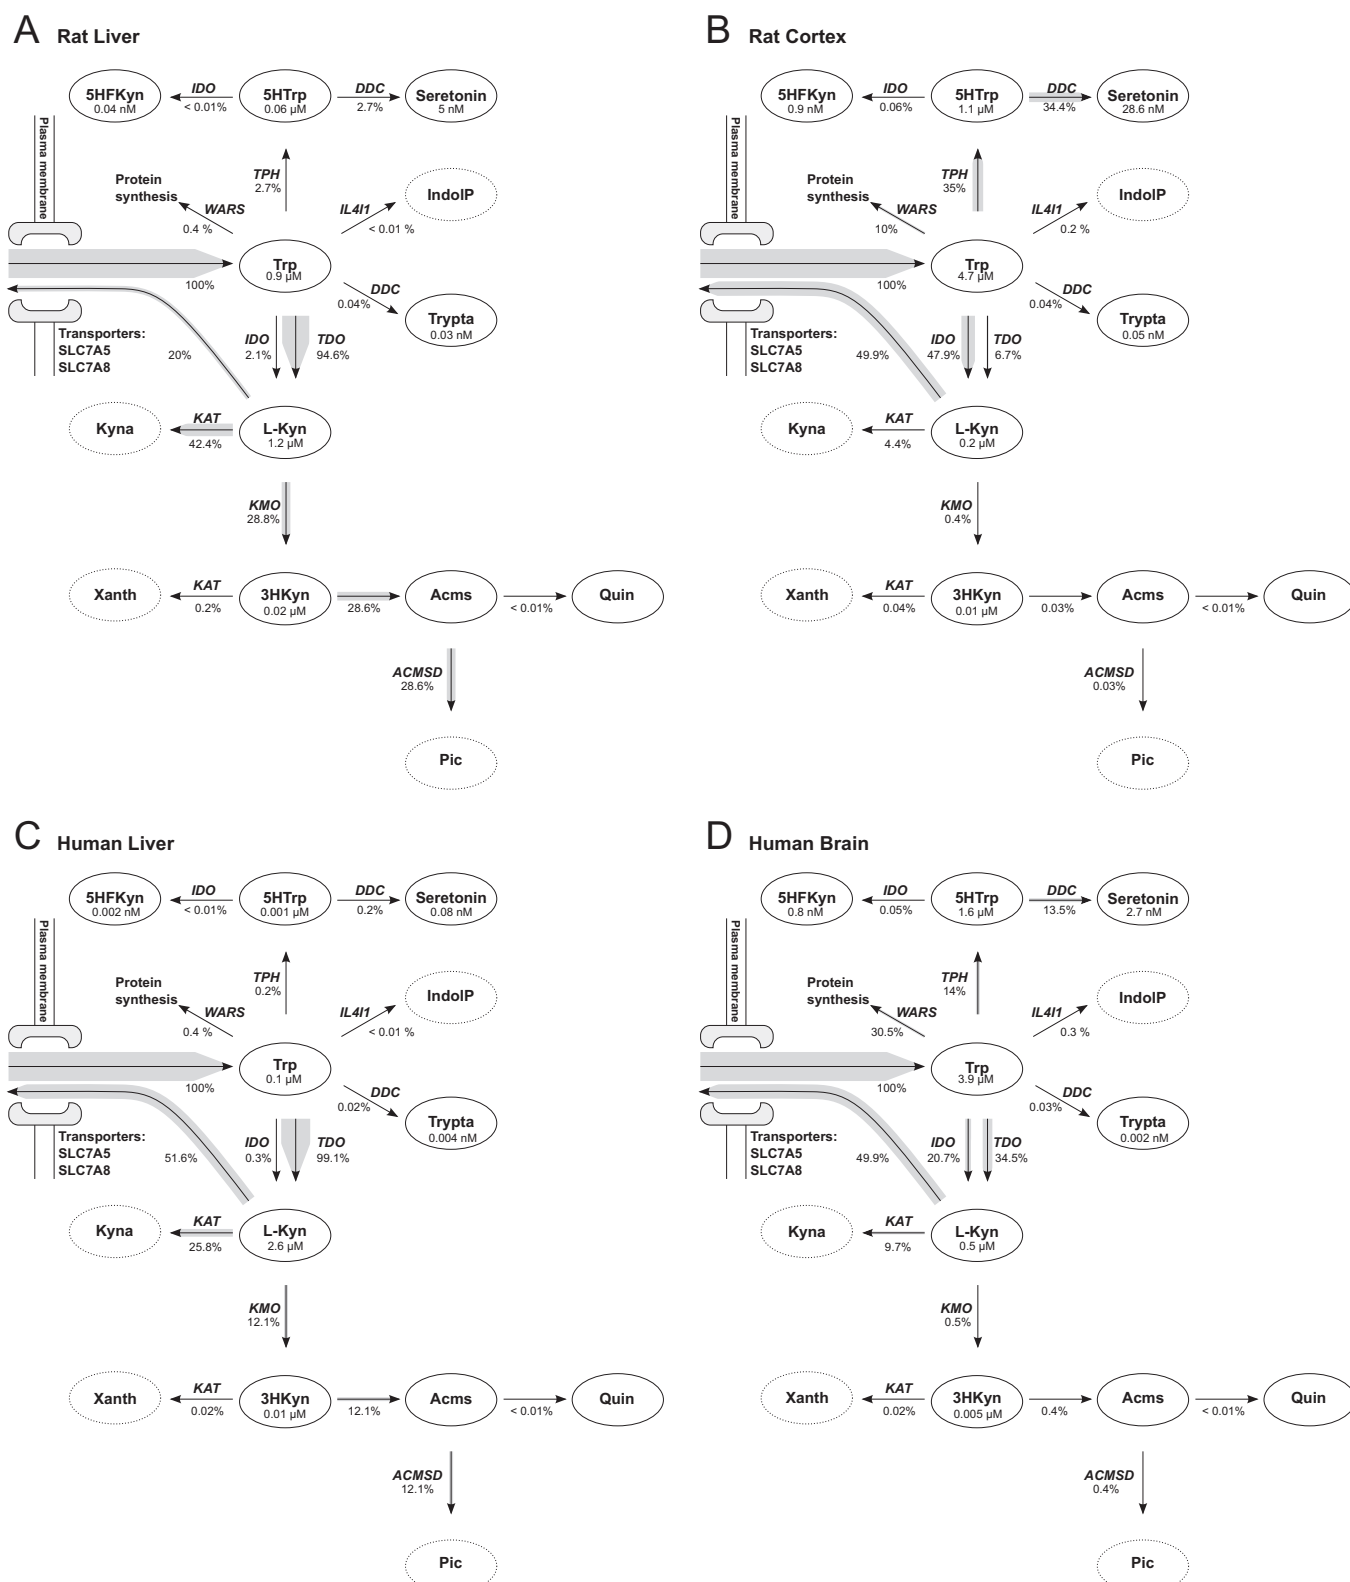 A Rat Liver
5HFKyn
0.04 nM
IDO
< 0.01%
5HTrp
0.06 µM
DDC
2.7%
Seretonin
5 nM
Plasma membrane
Protein
synthesis
WARS
0.4 %
TPH
2.7%
IL4I1
< 0.01 %
IndolP
100%
Trp
0.9 µM
DDC
0.04%
Trypta
0.03 nM
Transporters:
SLC7A5
SLC7A8
20%
IDO
2.1%
TDO
94.6%
Kyna
KAT
42.4%
L-Kyn
1.2 µM
KMO
28.8%
Xanth
KAT
0.2%
3HKyn
0.02 µM
28.6%
Acms
< 0.01%
Quin
ACMSD
28.6%
Pic
B Rat Cortex
5HFKyn
0.9 nM
IDO
0.06%
5HTrp
1.1 µM
DDC
34.4%
Seretonin
28.6 nM
Plasma membrane
Protein
synthesis
WARS
10%
TPH
35%
IL4I1
0.2 %
IndolP
100%
Trp
4.7 µM
DDC
0.04%
Trypta
0.05 nM
Transporters:
SLC7A5
SLC7A8
49.9%
IDO
47.9%
TDO
6.7%
Kyna
KAT
4.4%
L-Kyn
0.2 µM
KMO
0.4%
Xanth
KAT
0.04%
3HKyn
0.01 µM
0.03%
Acms
< 0.01%
Quin
ACMSD
0.03%
Pic
C Human Liver
5HFKyn
0.002 nM
IDO
< 0.01%
5HTrp
0.001 µM
DDC
0.2%
Seretonin
0.08 nM
Plasma membrane
Protein
synthesis
WARS
0.4 %
TPH
0.2%
IL4I1
< 0.01 %
IndolP
100%
Trp
0.1 µM
DDC
0.02%
Trypta
0.004 nM
Transporters:
SLC7A5
SLC7A8
51.6%
IDO
0.3%
TDO
99.1%
Kyna
KAT
25.8%
L-Kyn
2.6 µM
KMO
12.1%
Xanth
KAT
0.02%
3HKyn
0.01 µM
12.1%
Acms
< 0.01%
Quin
ACMSD
12.1%
Pic
D Human Brain
5HFKyn
0.8 nM
IDO
0.05%
5HTrp
1.6 µM
DDC
13.5%
Seretonin
2.7 nM
Plasma membrane
Protein
synthesis
WARS
30.5%
TPH
14%
IL4I1
0.3 %
IndolP
100%
Trp
3.9 µM
DDC
0.03%
Trypta
0.002 nM
Transporters:
SLC7A5
SLC7A8
49.9%
IDO
20.7%
TDO
34.5%
Kyna
KAT
9.7%
L-Kyn
0.5 µM
KMO
0.5%
Xanth
KAT
0.02%
3HKyn
0.005 µM
0.4%
Acms
< 0.01%
Quin
ACMSD
0.4%
Pic